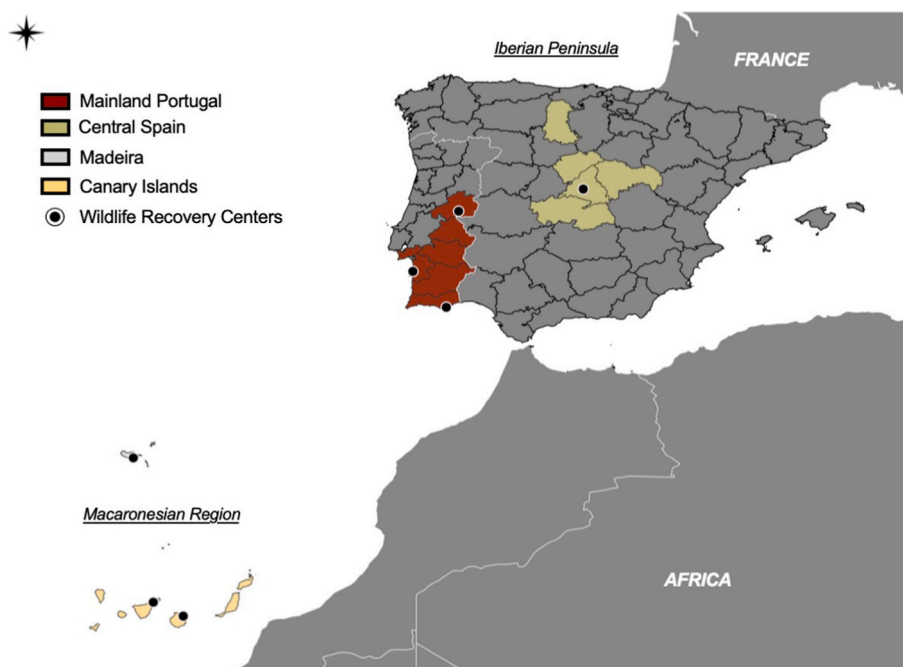 Iberian Peninsula
FRANCE
Mainland Portugal
Central Spain
Madeira
Canary Islands
Wildlife Recovery Centers
Macaronesian Region
AFRICA